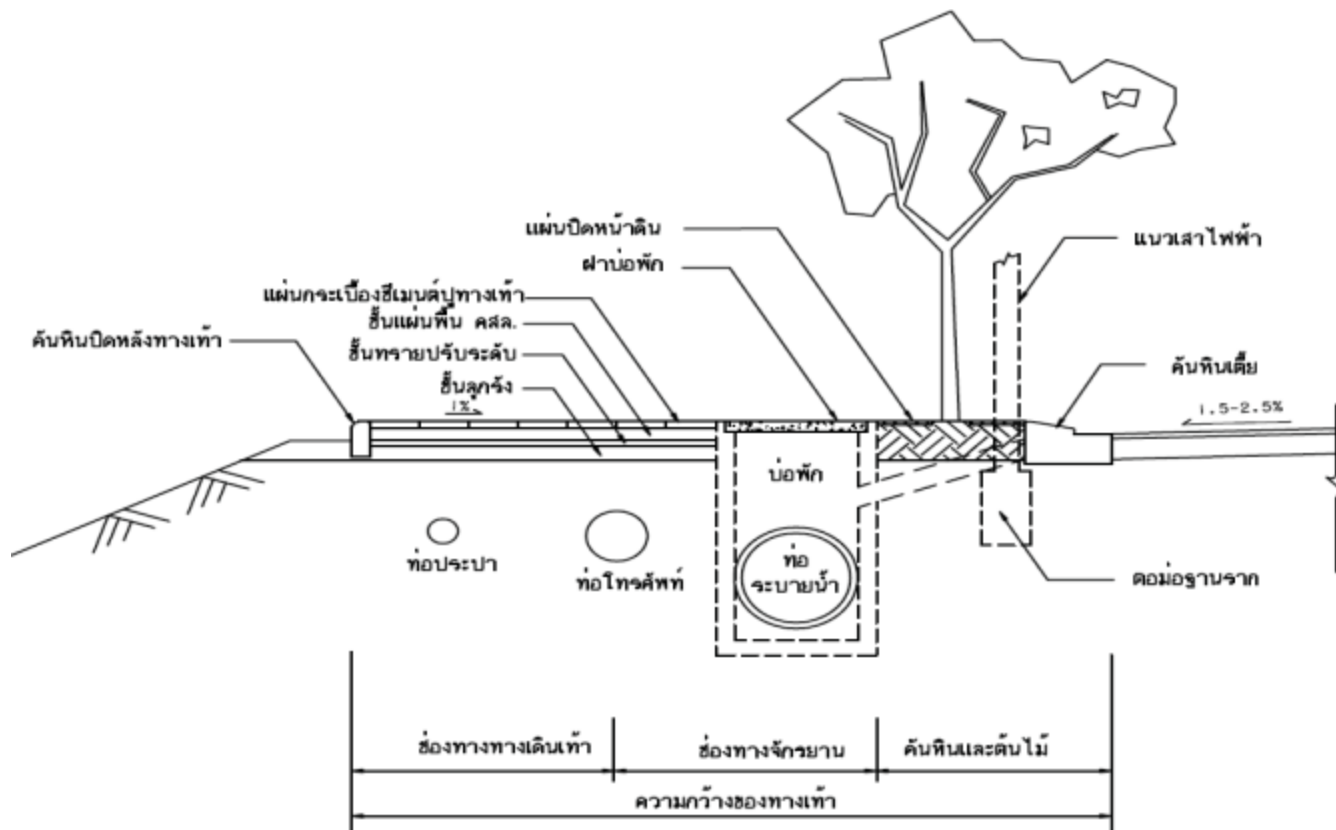 แผ่นปิดหน้าดิน
แนวเสาไฟฟ้า
ฝาบ่อพัก
แผ่นกระเบื้องซีเมนต์ปูทางเท้า
ชั้นแผ่นพื้น คสล.
คันหินปิดหลังทางเท้า
ชั้นทรายปรับระดับ
คันหินเตี้ย
ชั้นลูกรัง
1%
1.5-2.5%
บ่อพัก
ท่อประปา
ท่อโทรศัพท์
ท่อ
ระบายน้ำ
ตอม่อฐานราก
ช่องทางทางเดินเท้า
ช่องทางจักรยาน
คันหินและต้นไม้
ความกว้างของทางเท้า